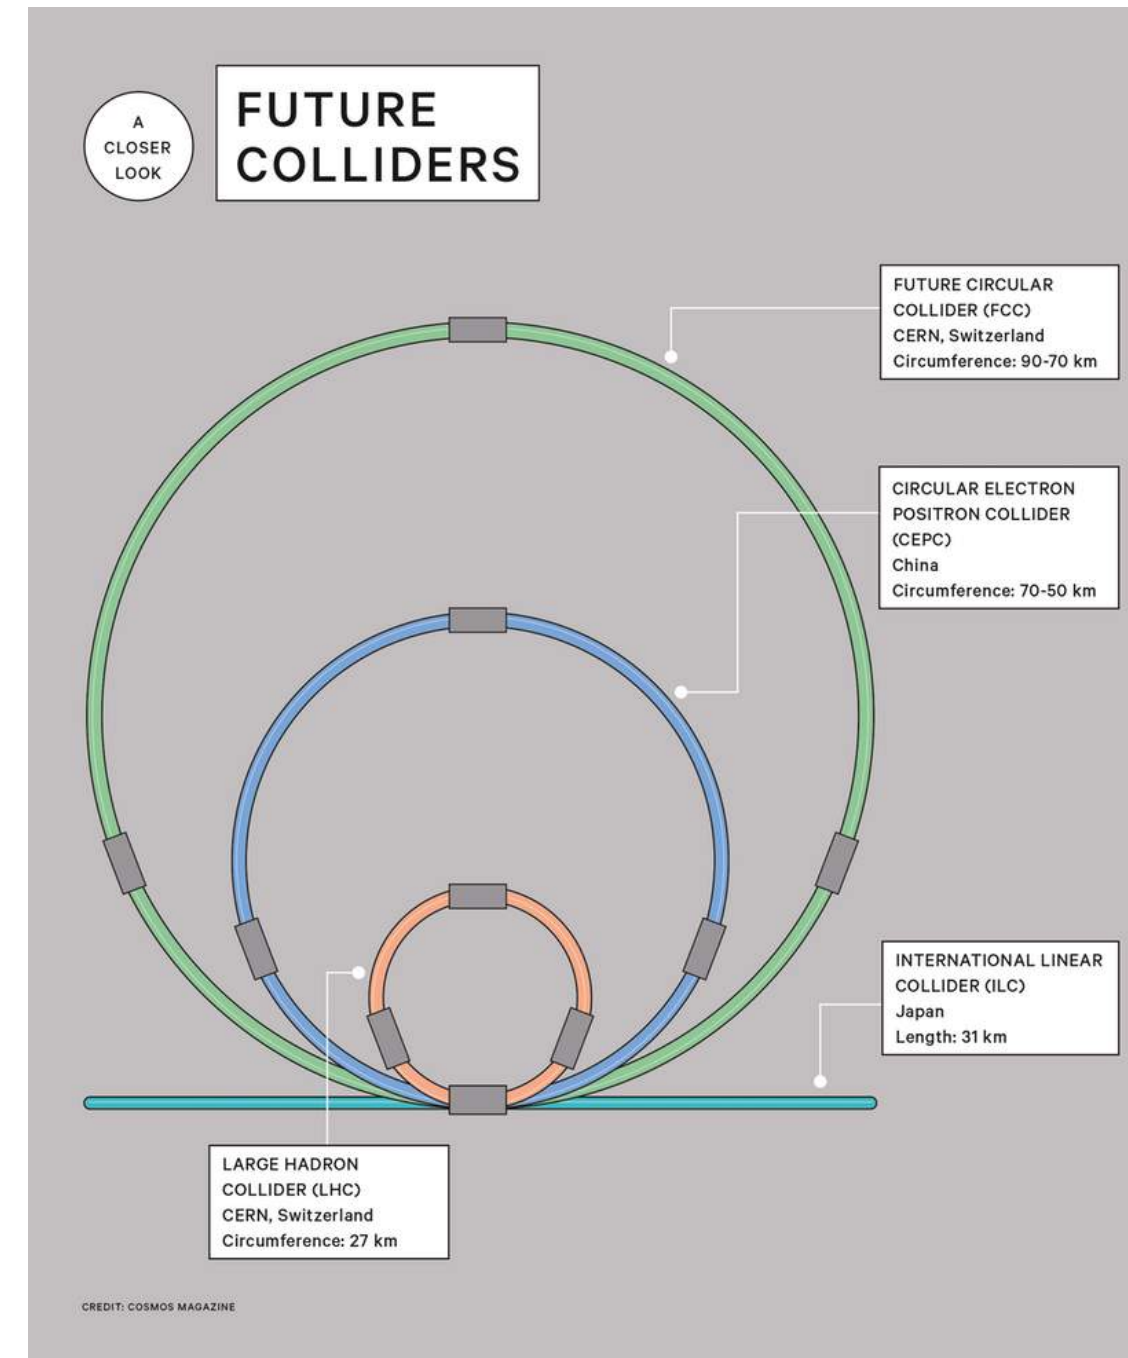 A
CLOSER
LOOK
FUTURE
COLLIDERS
FUTURE CIRCULAR
COLLIDER (FCC)
CERN, Switzerland
Circumference: 90-70 km
CIRCULAR ELECTRON
POSITRON COLLIDER
(CEPC)
China
Circumference: 70-50 km
INTERNATIONAL LINEAR
COLLIDER (ILC)
Japan
Length: 31 km
LARGE HADRON
COLLIDER (LHC)
CERN, Switzerland
Circumference: 27 km
CREDIT: COSMOS MAGAZINE